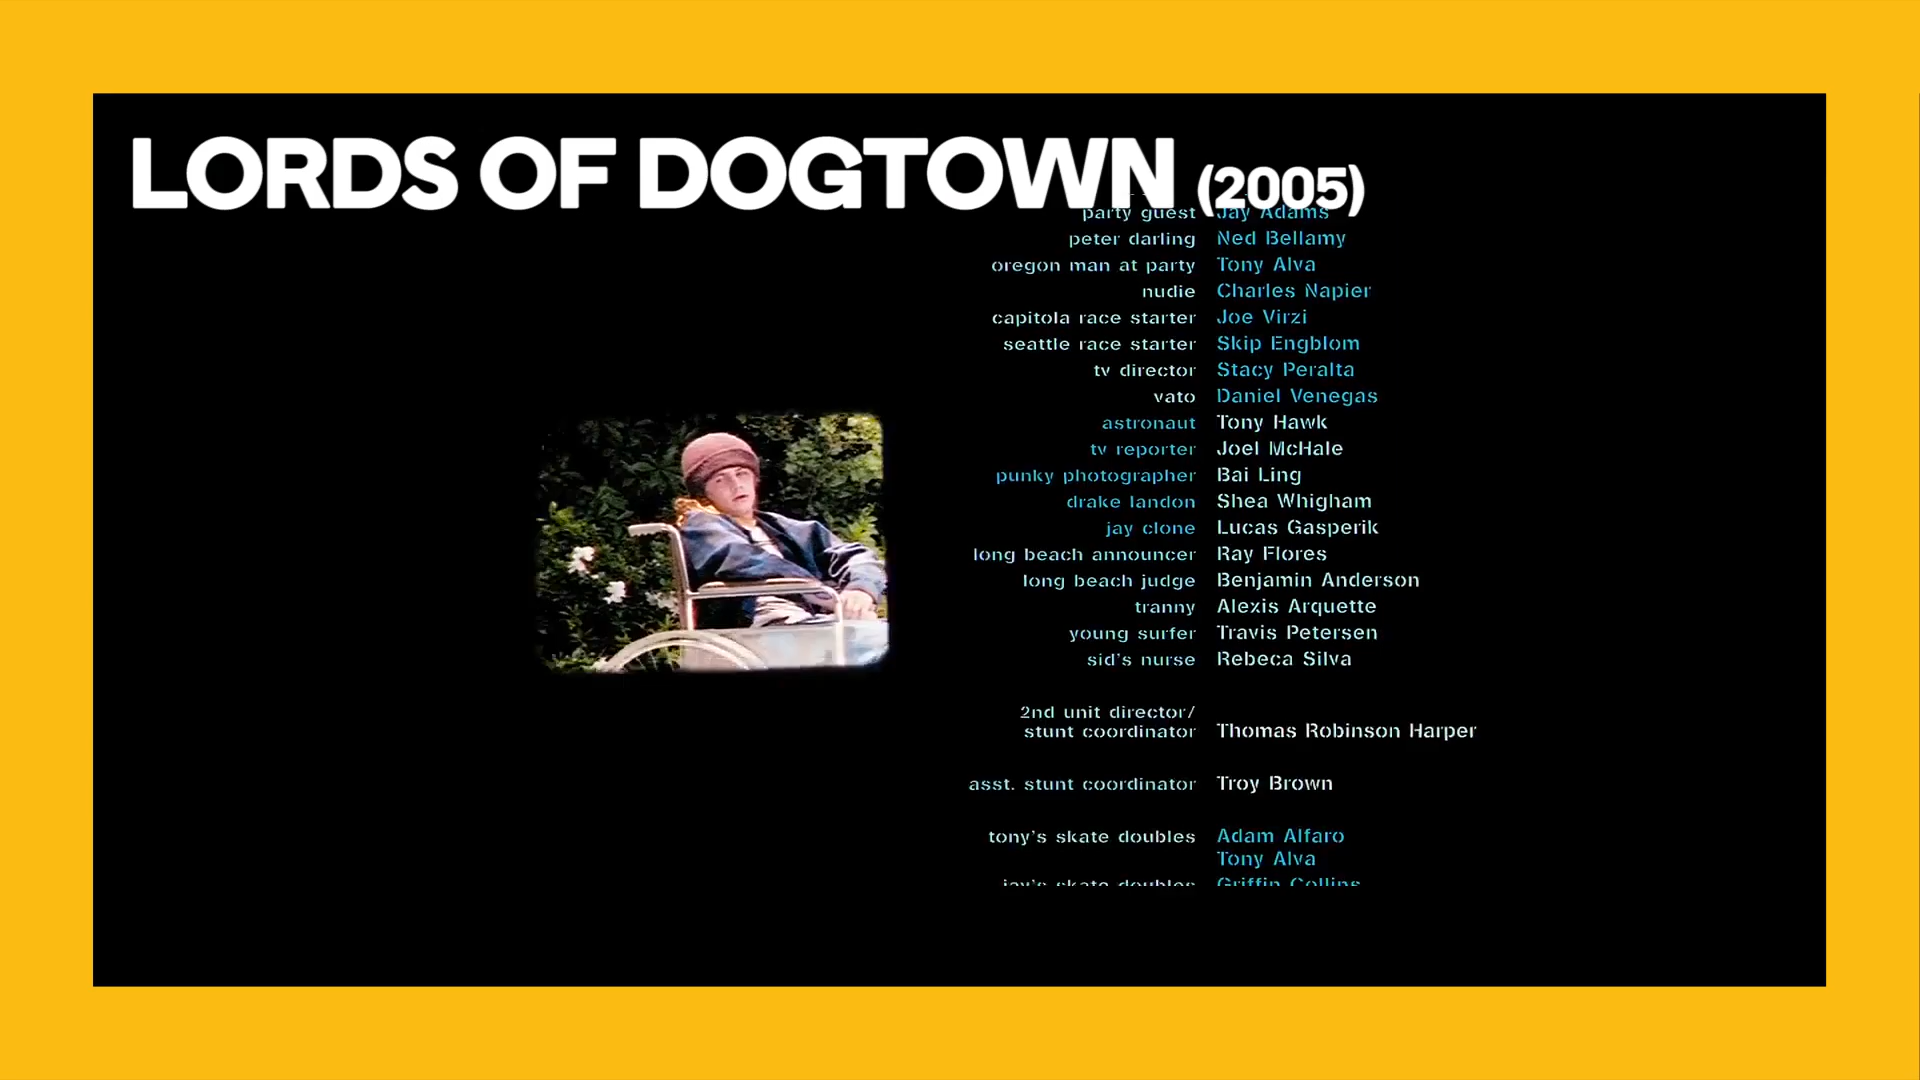 LORDS OF DOGTOWN (2005)
party guest Jay Adams
peter darling Ned Bellamy
oregon man at party Tony Alva
nudie Charles Napier
capitola race starter Joe Virzi
seattle race starter Skip Engblom
tv director Stacy Peralta
vato Daniel Venegas
astronaut Tony Hawk
tv reporter Joel McHale
punky photographer Bai Ling
drake landon Shea Whigham
jay clone Lucas Gasperik
long beach announcer Ray Flores
long beach judge Benjamin Anderson
tranny Alexis Arquette
young surfer Travis Petersen
sid's nurse Rebeca Silva
2nd unit director/
stunt coordinator Thomas Robinson Harper
asst. stunt coordinator Troy Brown
tony's skate doubles Adam Alfaro
Tony Alva
jay's skate doubles Griffin Collins